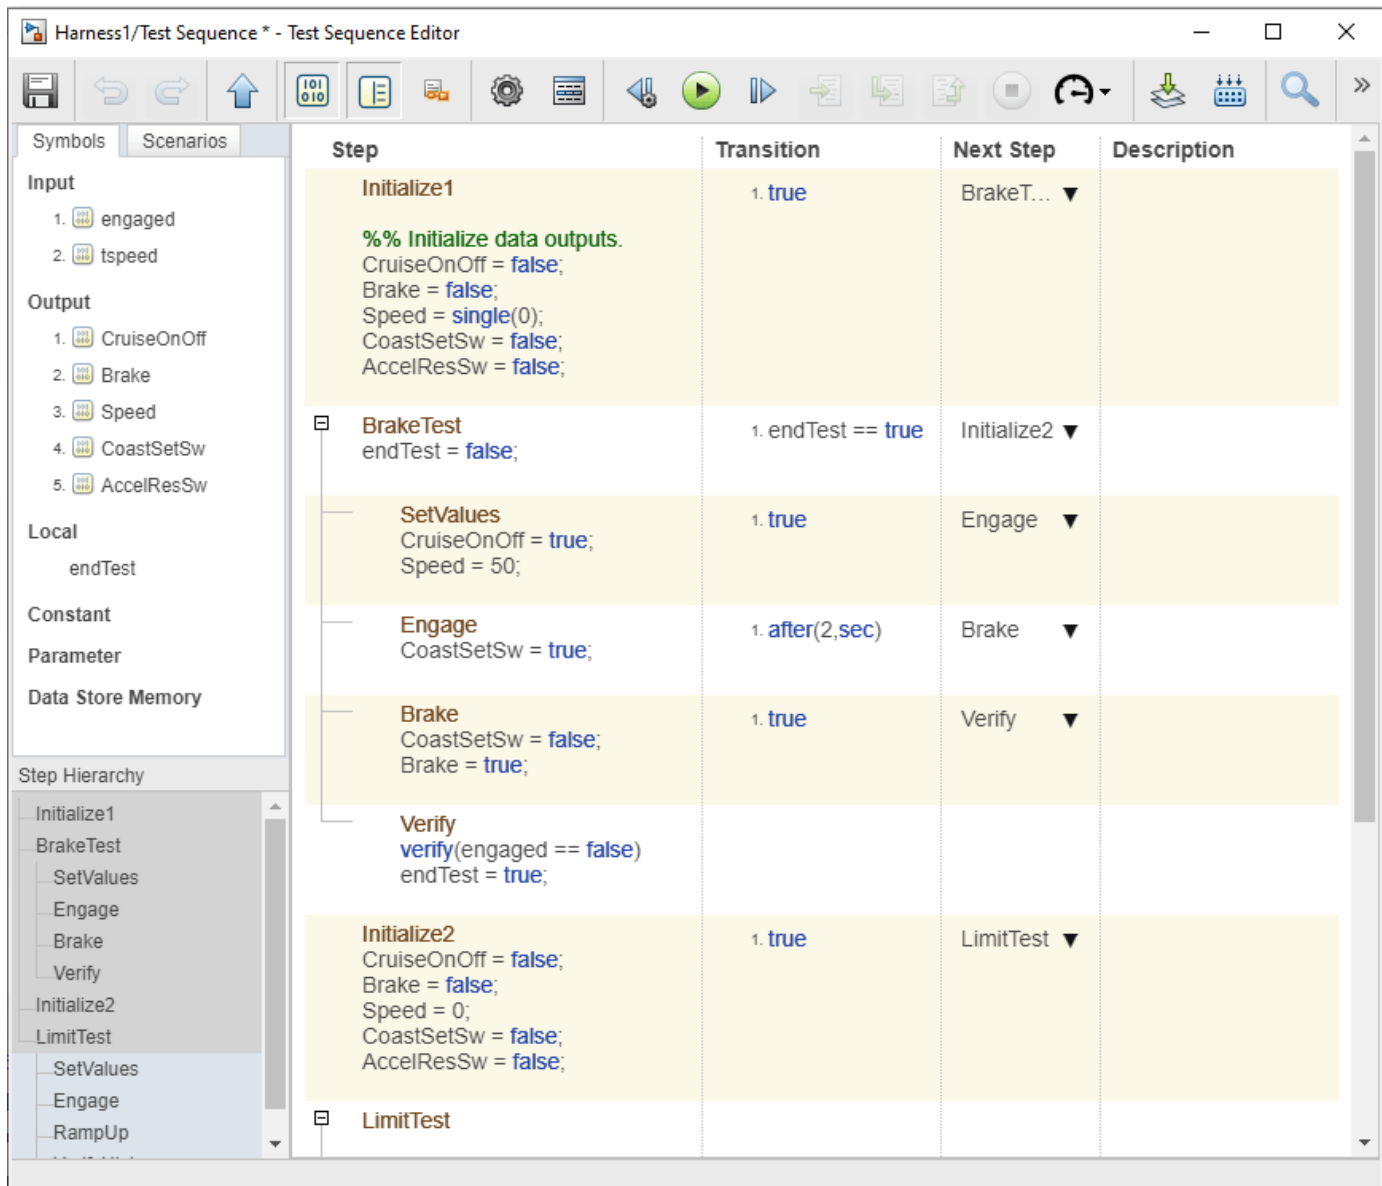 Harness1/Test Sequence * - Test Sequence Editor
Symbols
Scenarios
Input
1. engaged
2. tspeed
Output
1. CruiseOnOff
2. Brake
3. Speed
4. CoastSetSw
5. AccelResSw
Local
endTest
Constant
Parameter
Data Store Memory
Step Hierarchy
Initialize1
BrakeTest
SetValues
Engage
Brake
Verify
Initialize2
LimitTest
SetValues
Engage
RampUp
Step Transition Next Step Description
Initialize1 1. true BrakeT...
%% Initialize data outputs.
CruiseOnOff = false;
Brake = false;
Speed = single(0);
CoastSetSw = false;
AccelResSw = false;
BrakeTest 1. endTest == true Initialize2
endTest = false;
SetValues 1. true Engage
CruiseOnOff = true;
Speed = 50;
Engage 1. after(2,sec) Brake
CoastSetSw = true;
Brake 1. true Verify
CoastSetSw = false;
Brake = true;
Verify
verify(engaged == false)
endTest = true;
Initialize2 1. true LimitTest
CruiseOnOff = false;
Brake = false;
Speed = 0;
CoastSetSw = false;
AccelResSw = false;
LimitTest